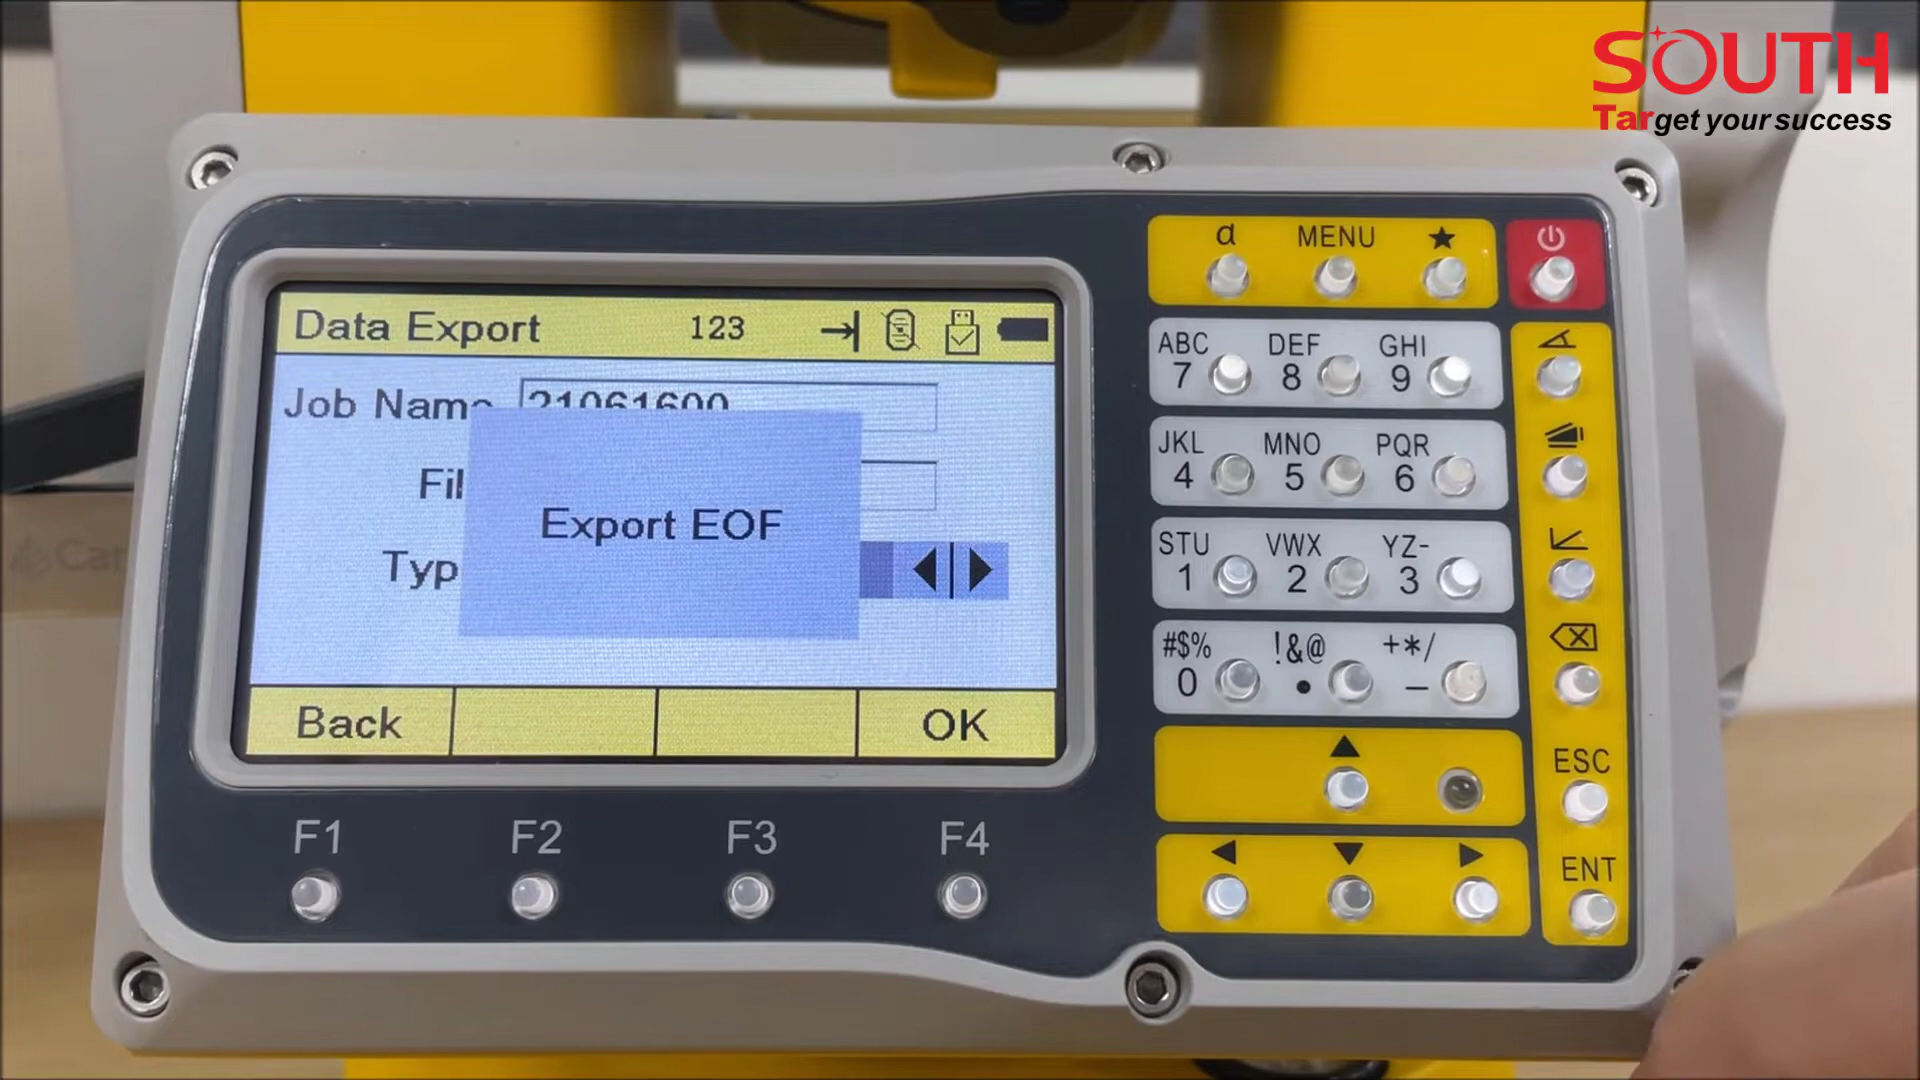 SOUTH
Target your success
α MENU
Data Export 123
Job Name 21061600
Fil
Typ
Export EOF
Back OK
ABC DEF GHI
7 8 9
JKL MNO PQR
4 5 6
STU VWX YZ-
1 2 3
#$% !&@ +*/
0 • –
ESC
ENT
F1 F2 F3 F4